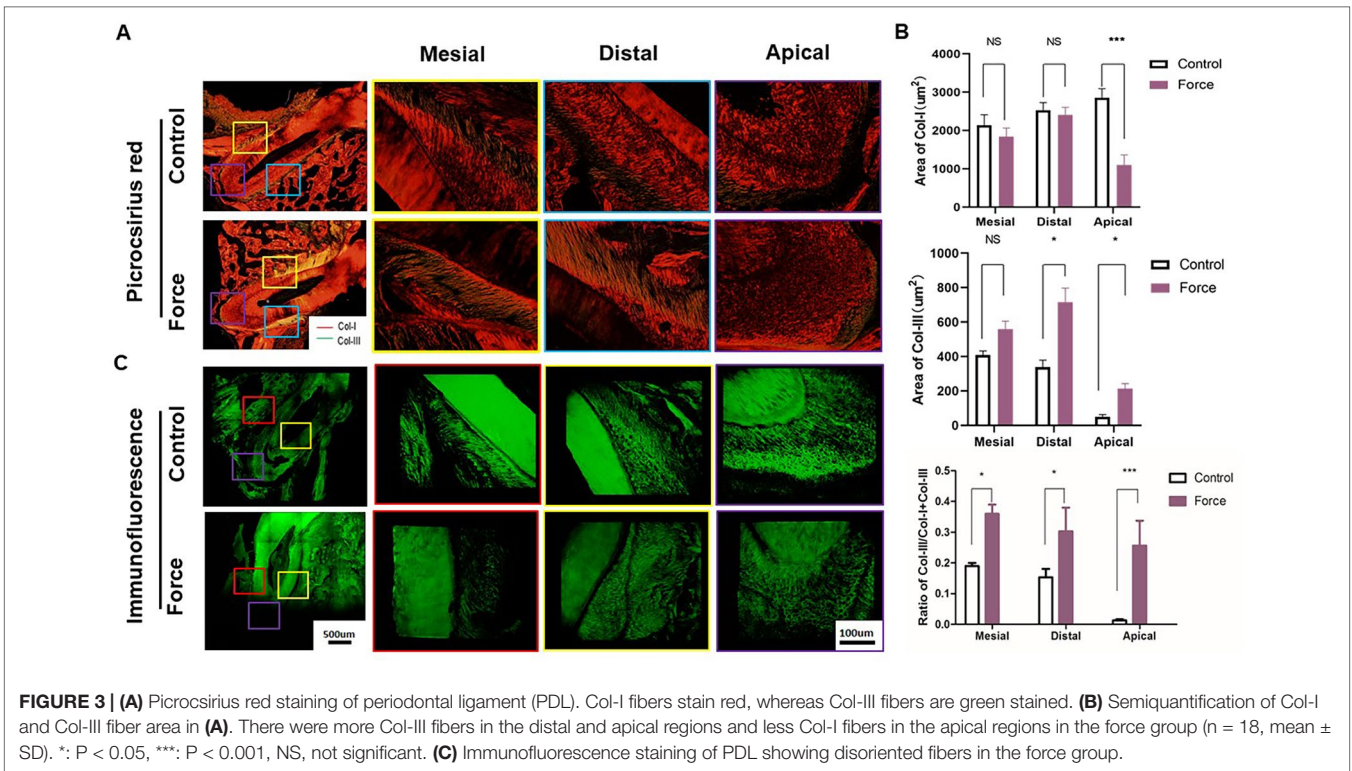 A
Mesial
Distal
Apical
Picrocsirius red
Control
Force
Col-I
Col-III
C
Immunofluorescence
Control
Force
500um
100um
B
NS
NS
***
4000
3000
2000
1000
0
Area of Col-I(um²)
Control
Force
Mesial
Distal
Apical
NS
*
*
1000
800
600
400
200
0
Area of Col-III(um²)
Control
Force
Mesial
Distal
Apical
*
*
***
0.5
0.4
0.3
0.2
0.1
0.0
Ratio of Col-III/Col-I+Col-III
Control
Force
Mesial
Distal
Apical
FIGURE 3 | (A) Picrocsirius red staining of periodontal ligament (PDL). Col-I fibers stain red, whereas Col-III fibers are green stained. (B) Semiquantification of Col-I
and Col-III fiber area in (A). There were more Col-III fibers in the distal and apical regions and less Col-I fibers in the apical regions in the force group (n = 18, mean ±
SD). *: P < 0.05, ***: P < 0.001, NS, not significant. (C) Immunofluorescence staining of PDL showing disoriented fibers in the force group.